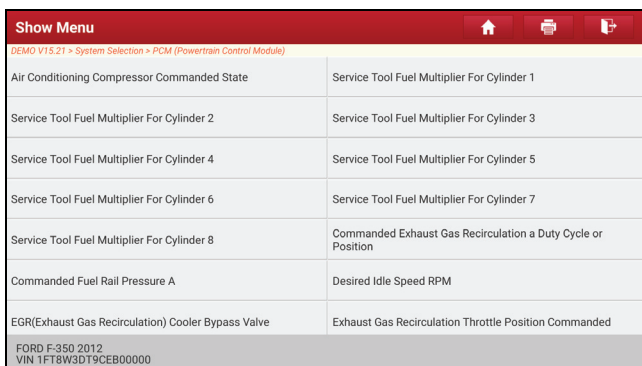 Show Menu
DEMO V15.21 > System Selection > PCM (Powertrain Control Module)
Air Conditioning Compressor Commanded State
Service Tool Fuel Multiplier For Cylinder 1
Service Tool Fuel Multiplier For Cylinder 2
Service Tool Fuel Multiplier For Cylinder 3
Service Tool Fuel Multiplier For Cylinder 4
Service Tool Fuel Multiplier For Cylinder 5
Service Tool Fuel Multiplier For Cylinder 6
Service Tool Fuel Multiplier For Cylinder 7
Service Tool Fuel Multiplier For Cylinder 8
Commanded Exhaust Gas Recirculation a Duty Cycle or
Position
Commanded Fuel Rail Pressure A
Desired Idle Speed RPM
EGR(Exhaust Gas Recirculation) Cooler Bypass Valve
Exhaust Gas Recirculation Throttle Position Commanded
FORD F-350 2012
VIN 1FT8W3DT9CEB00000